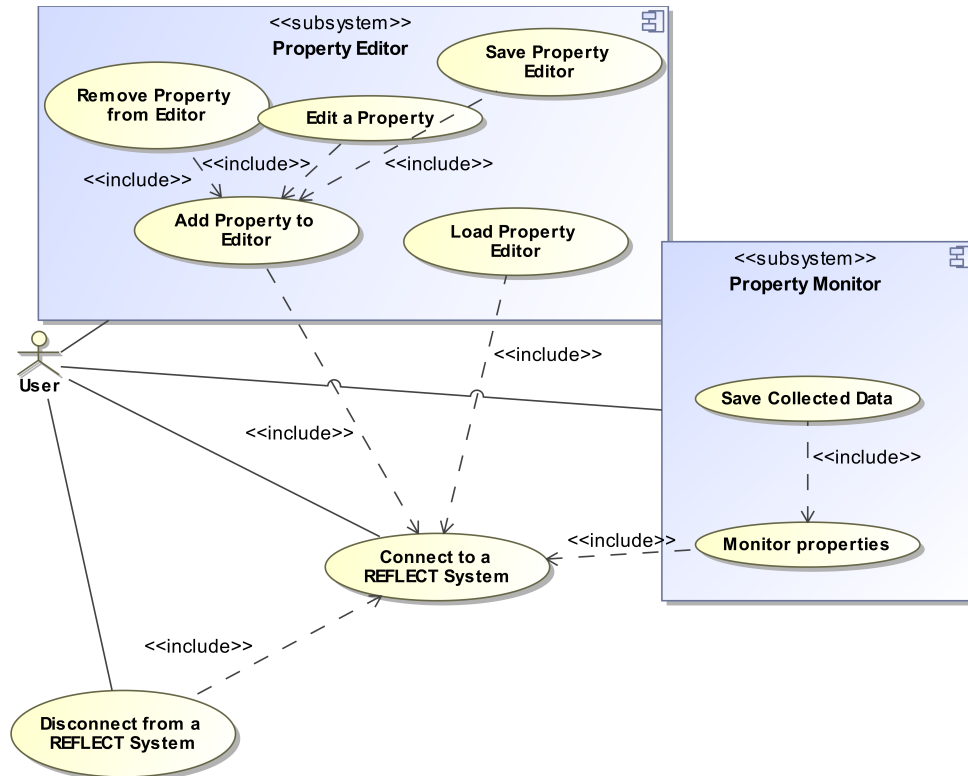 <<subsystem>>
Property Editor
Save Property
Editor
Remove Property
from Editor
Edit a Property
<<include>>
<<include>>
<<include>>
Add Property to
Editor
Load Property
Editor
<<subsystem>>
Property Monitor
User
<<include>>
Save Collected Data
<<include>>
<<include>>
<<include>>
Monitor properties
Connect to a
REFLECT System
<<include>>
Disconnect from a
REFLECT System